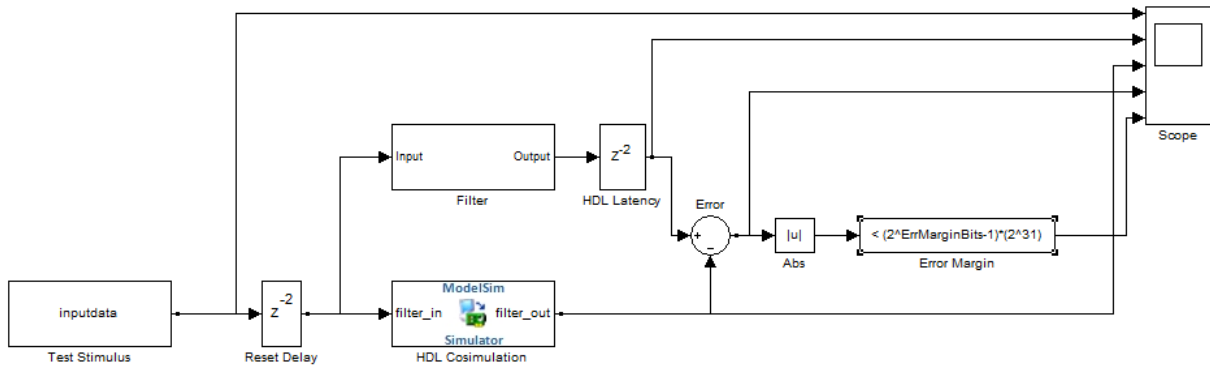 Scope
Input
Output
Filter
Z-2
HDL Latency
Error
+
−
|u|
Abs
< (2^ErrMarginBits-1)*(2^31)
Error Margin
inputdata
Test Stimulus
Z-2
Reset Delay
ModelSim
filter_in
filter_out
Simulator
HDL Cosimulation